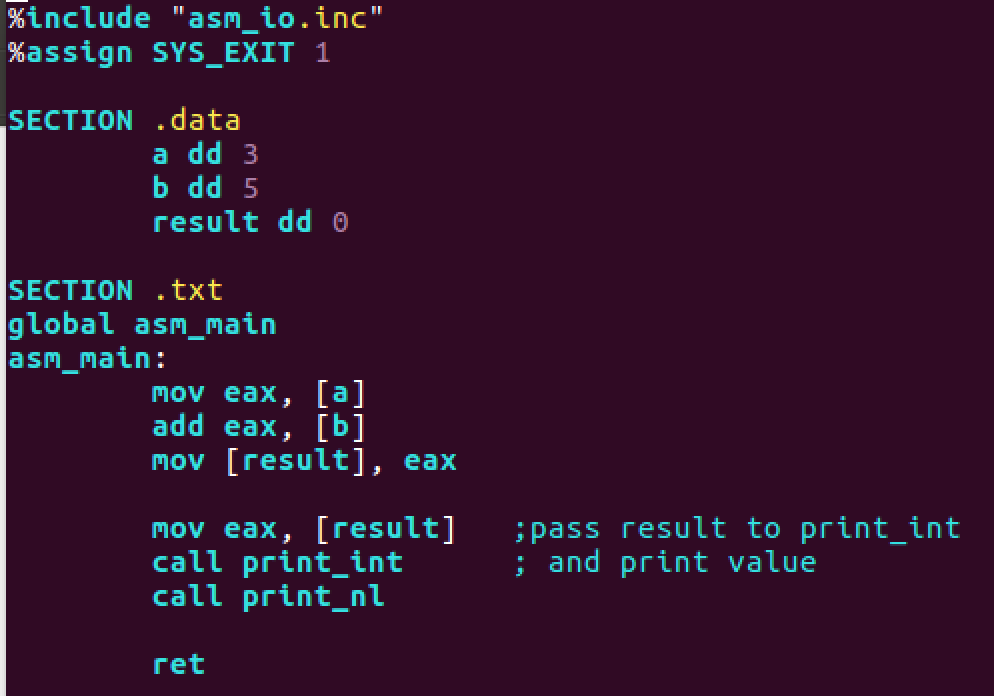 %include "asm_io.inc"
%assign SYS_EXIT 1
SECTION .data
a dd 3
b dd 5
result dd 0
SECTION .txt
global asm_main
asm_main:
mov eax, [a]
add eax, [b]
mov [result], eax
mov eax, [result] ;pass result to print_int
call print_int ; and print value
call print_nl
ret